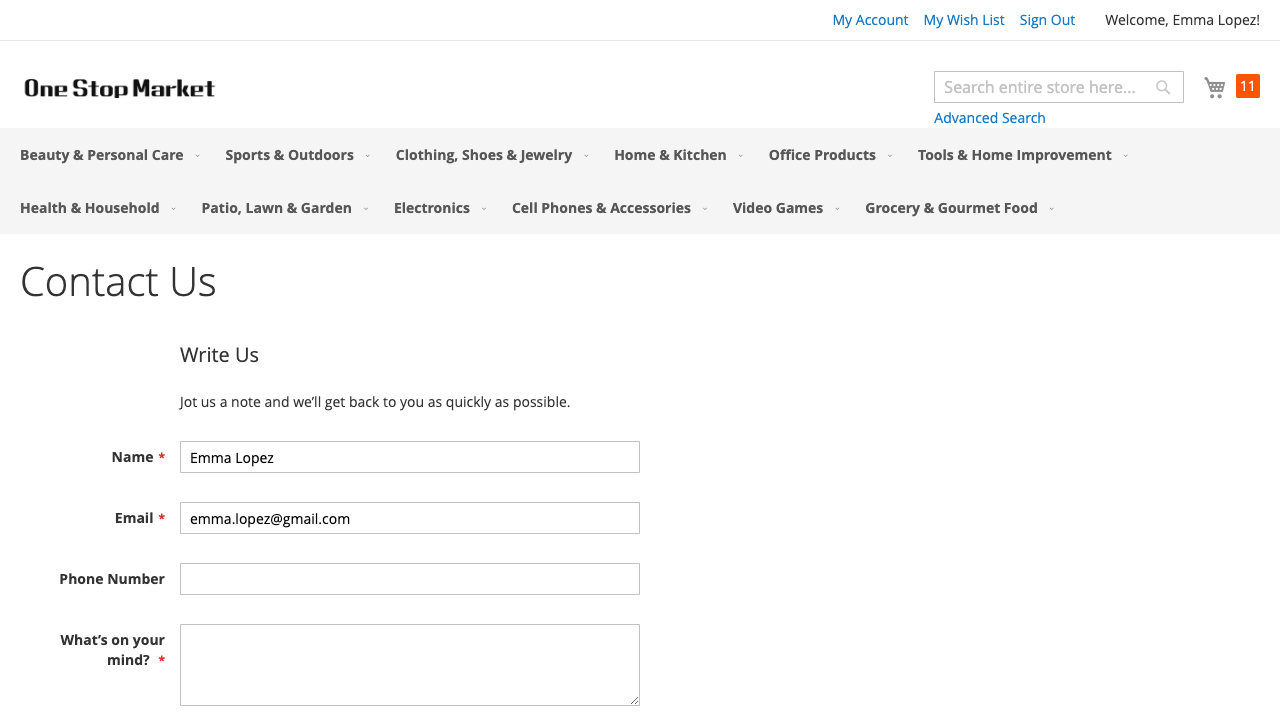 My Account My Wish List Sign Out Welcome, Emma Lopez!
One Stop Market
Search entire store here...
11
Advanced Search
Beauty & Personal Care Sports & Outdoors Clothing, Shoes & Jewelry Home & Kitchen Office Products Tools & Home Improvement
Health & Household Patio, Lawn & Garden Electronics Cell Phones & Accessories Video Games Grocery & Gourmet Food
Contact Us
Write Us
Jot us a note and we’ll get back to you as quickly as possible.
Name * Emma Lopez
Email * emma.lopez@gmail.com
Phone Number
What’s on your
mind? *